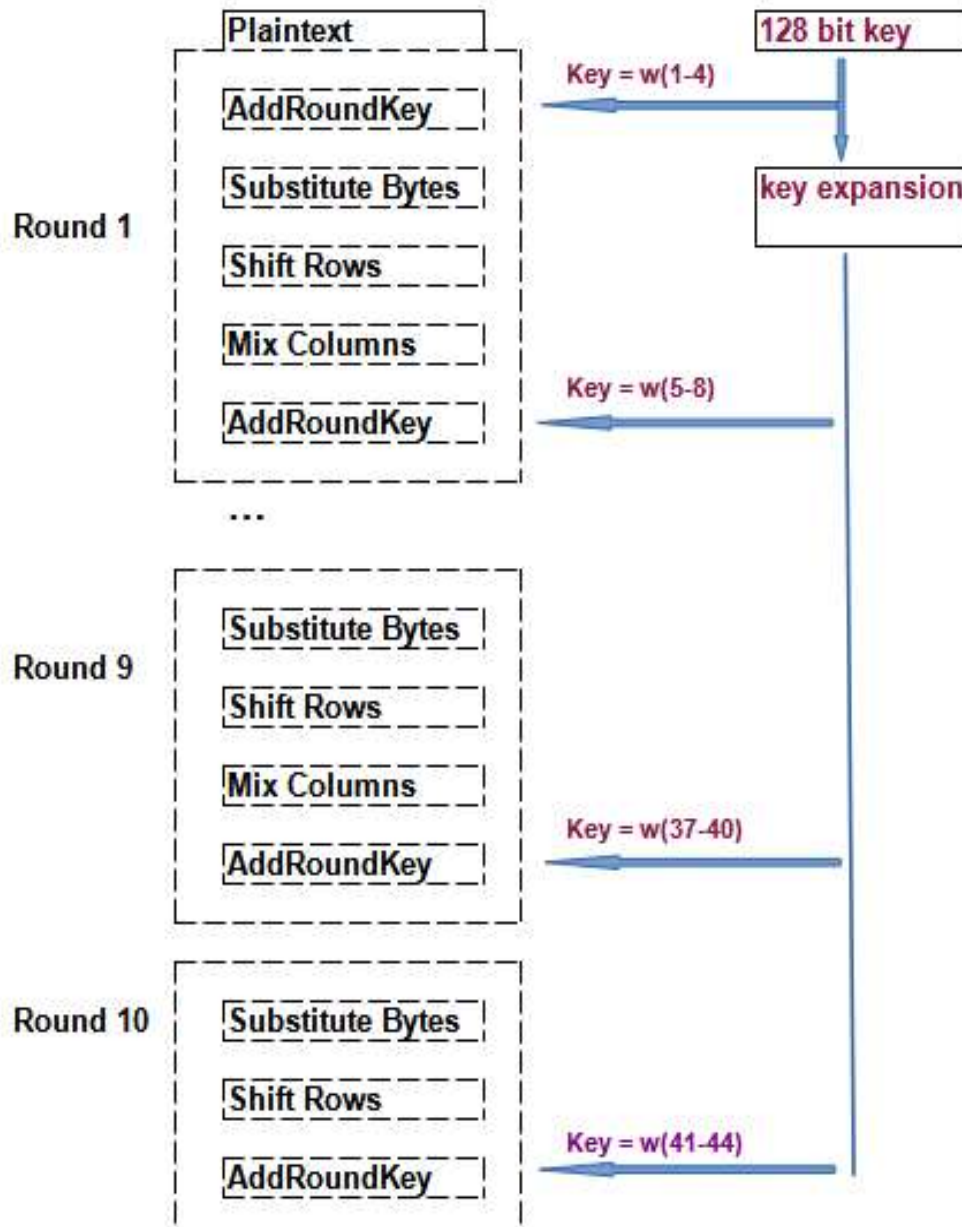 Plaintext
128 bit key
Key = w(1-4)
AddRoundKey
Substitute Bytes
key expansion
Round 1
Shift Rows
Mix Columns
Key = w(5-8)
AddRoundKey
...
Substitute Bytes
Round 9
Shift Rows
Mix Columns
Key = w(37-40)
AddRoundKey
Round 10
Substitute Bytes
Shift Rows
Key = w(41-44)
AddRoundKey